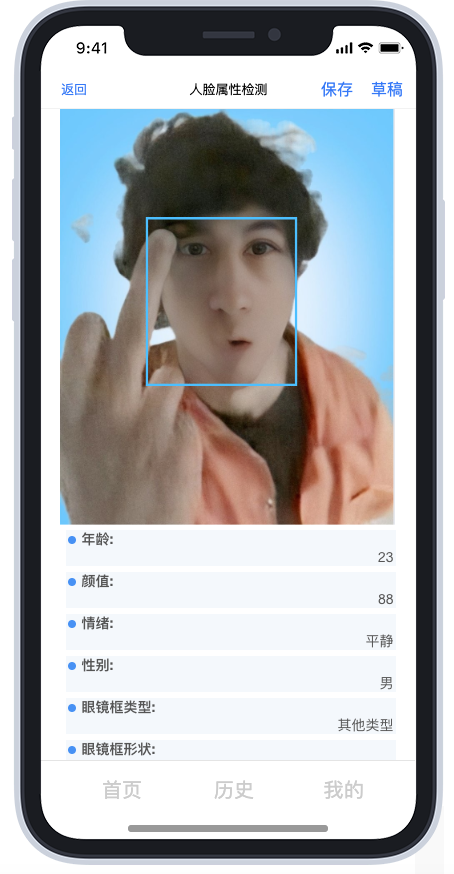 9:41
返回 人脸属性检测 保存 草稿
年龄:
23
颜值:
88
情绪:
平静
性别:
男
眼镜框类型:
其他类型
眼镜框形状:
首页 历史 我的